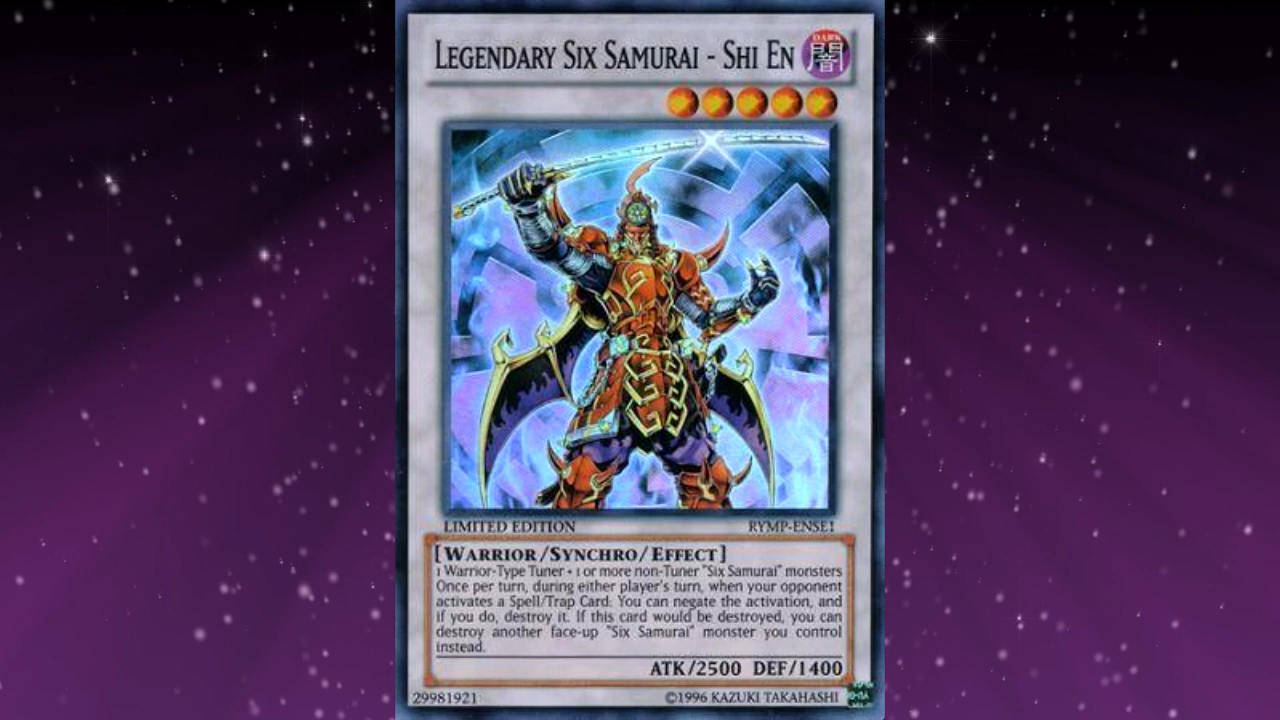 Legendary Six Samurai - Shi En
DARK
闇
LIMITED EDITION
RYMP-ENSE1
[Warrior/Synchro/Effect]
1 Warrior-Type Tuner + 1 or more non-Tuner "Six Samurai" monsters
Once per turn, during either player's turn, when your opponent
activates a Spell/Trap Card: You can negate the activation, and
if you do, destroy it. If this card would be destroyed, you can
destroy another face-up "Six Samurai" monster you control
instead.
ATK/2500 DEF/1400
29981921
©1996 KAZUKI TAKAHASHI